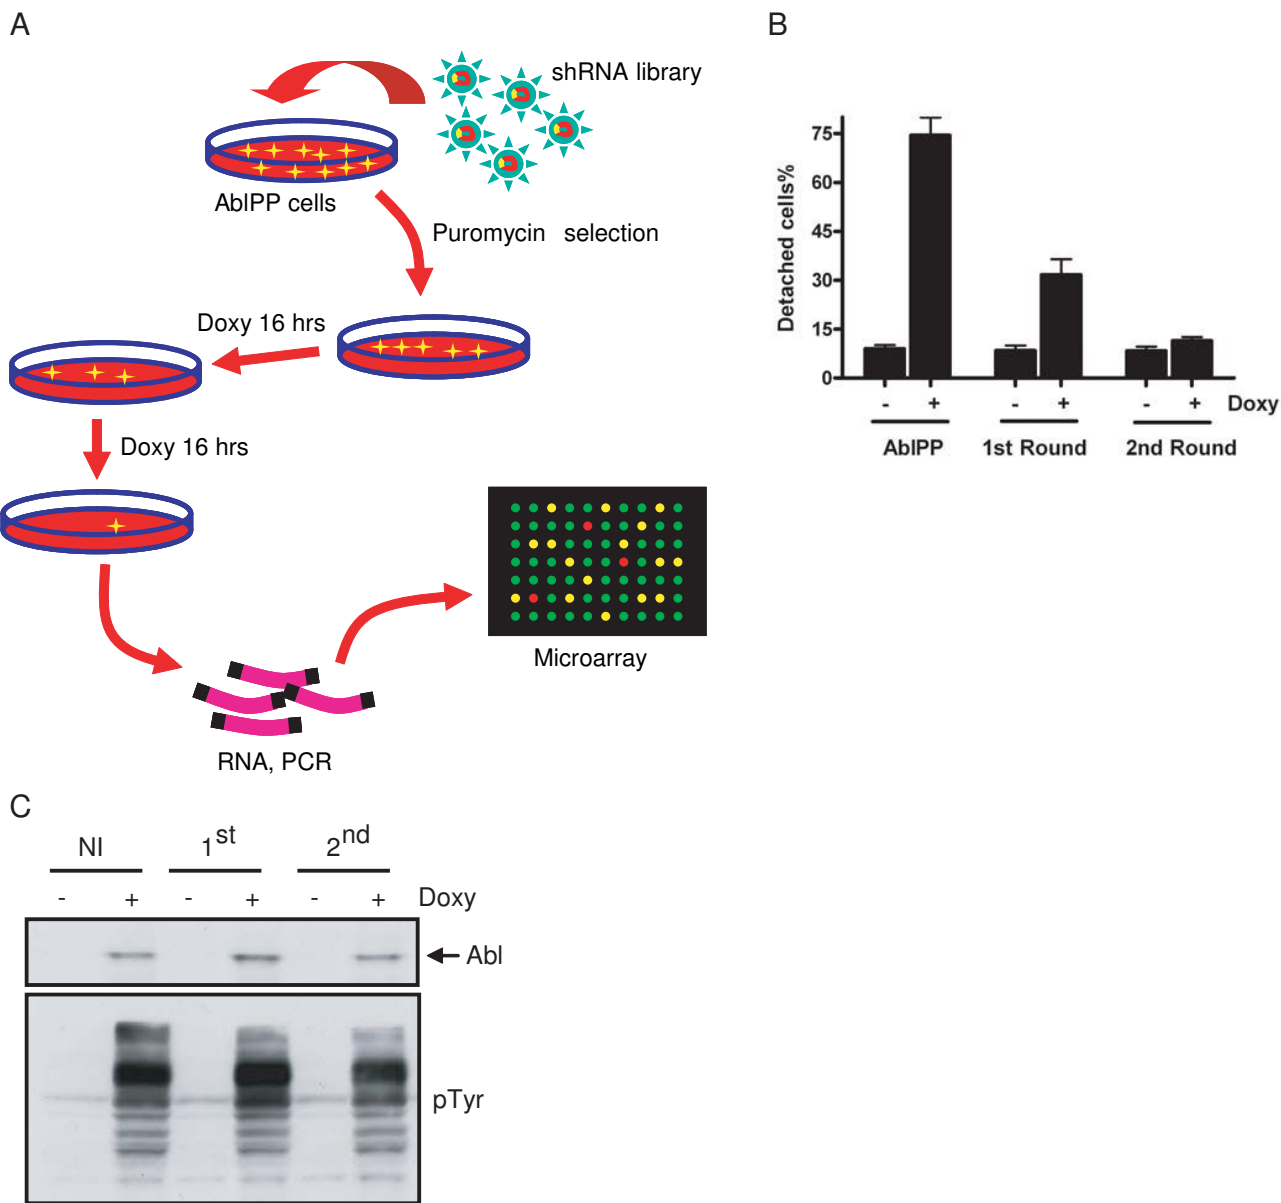 A
shRNA library
AblPP cells
Puromycin selection
Doxy 16 hrs
Doxy 16 hrs
Microarray
RNA, PCR
B
Detached cells%
75
60
45
30
15
0
- + - + - + Doxy
AblPP 1st Round 2nd Round
C
NI 1st 2nd
- + - + - + Doxy
Abl
pTyr